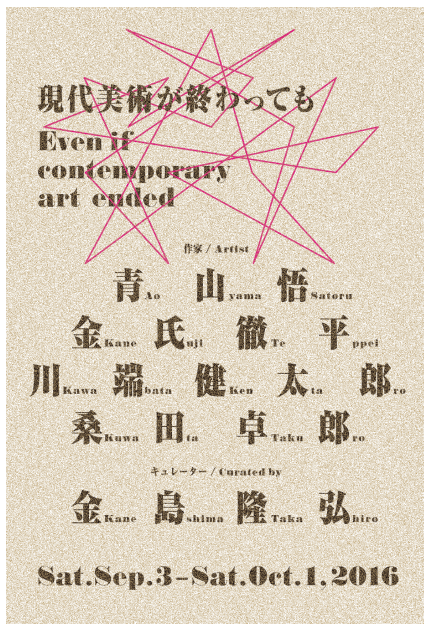 現代美術が終わっても
Even if
contemporary
art ended
作家 / Artist
青Ao 山yama 悟Satoru
金Kane 氏uji 徹Te 平ppei
川Kawa 端bata 健Ken 太ta 郎ro
桑Kuwa 田ta 卓Taku 郎ro
キュレーター / Curated by
金Kane 島shima 隆Taka 弘hiro
Sat.Sep.3–Sat.Oct.1,2016